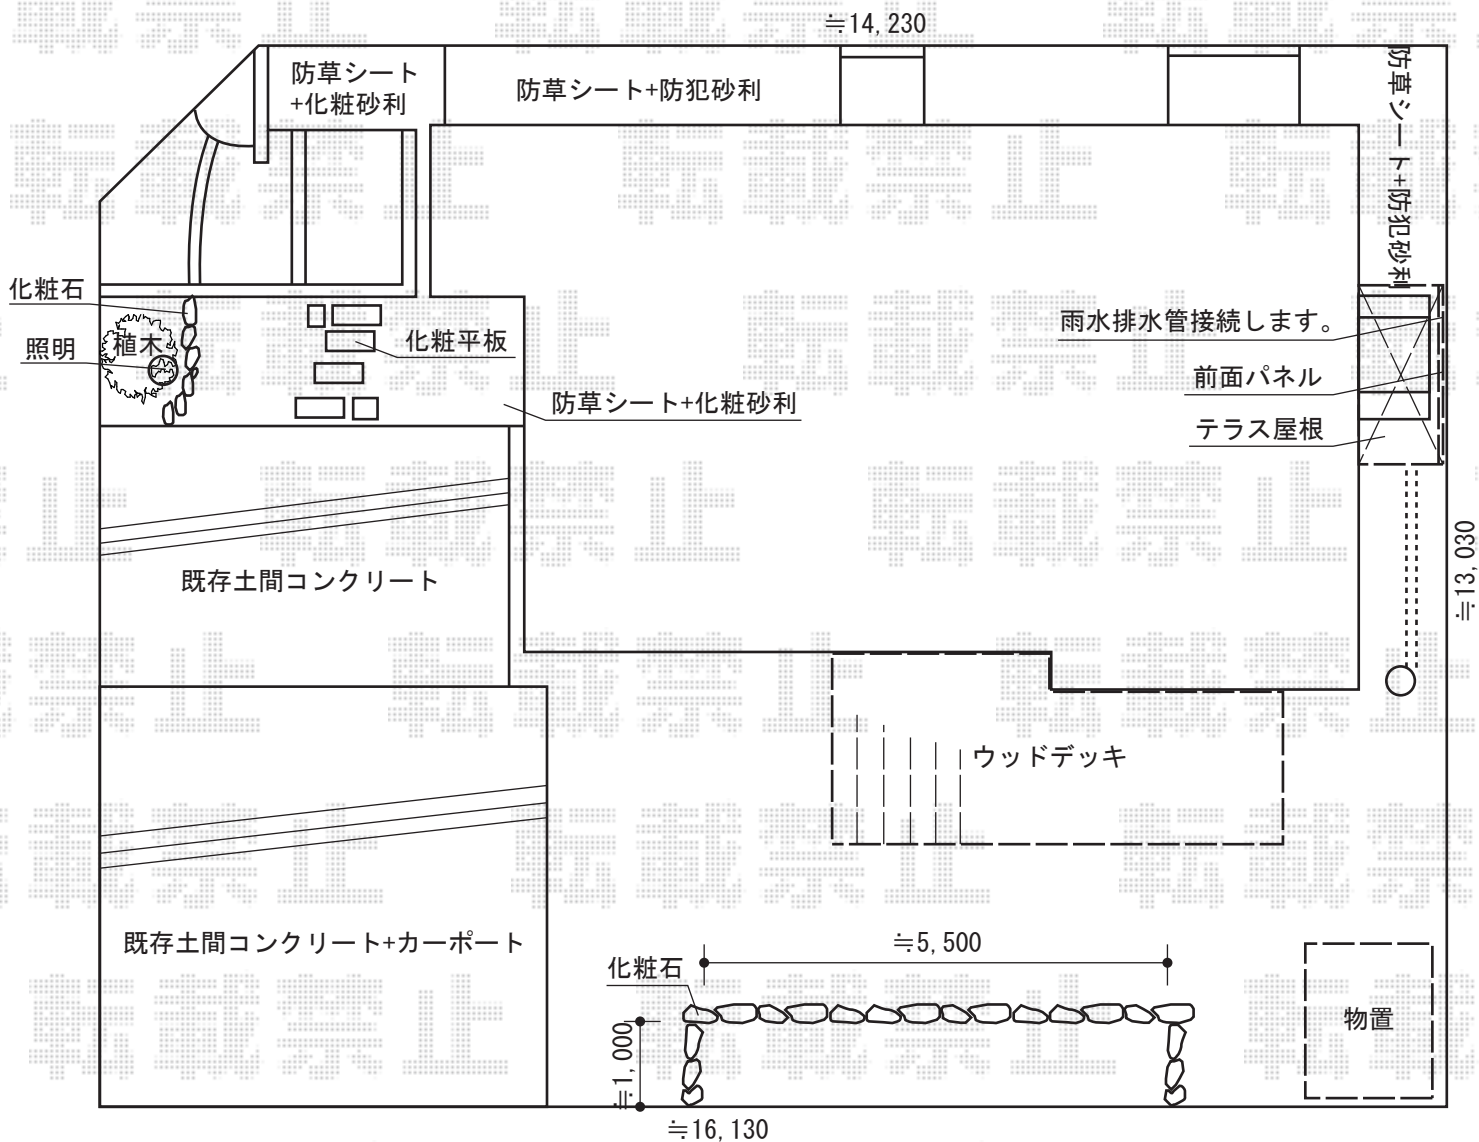 ≒14,230
防草シート
+化粧砂利
防草シート+防犯砂利
防草シート+防犯砂利
化粧石
植木
照明
化粧平板
防草シート+化粧砂利
雨水排水管接続します。
前面パネル
テラス屋根
≒13,030
既存土間コンクリート
ウッドデッキ
既存土間コンクリート+カーポート
≒5,500
化粧石
物置
≒1,000
≒16,130
転載禁止